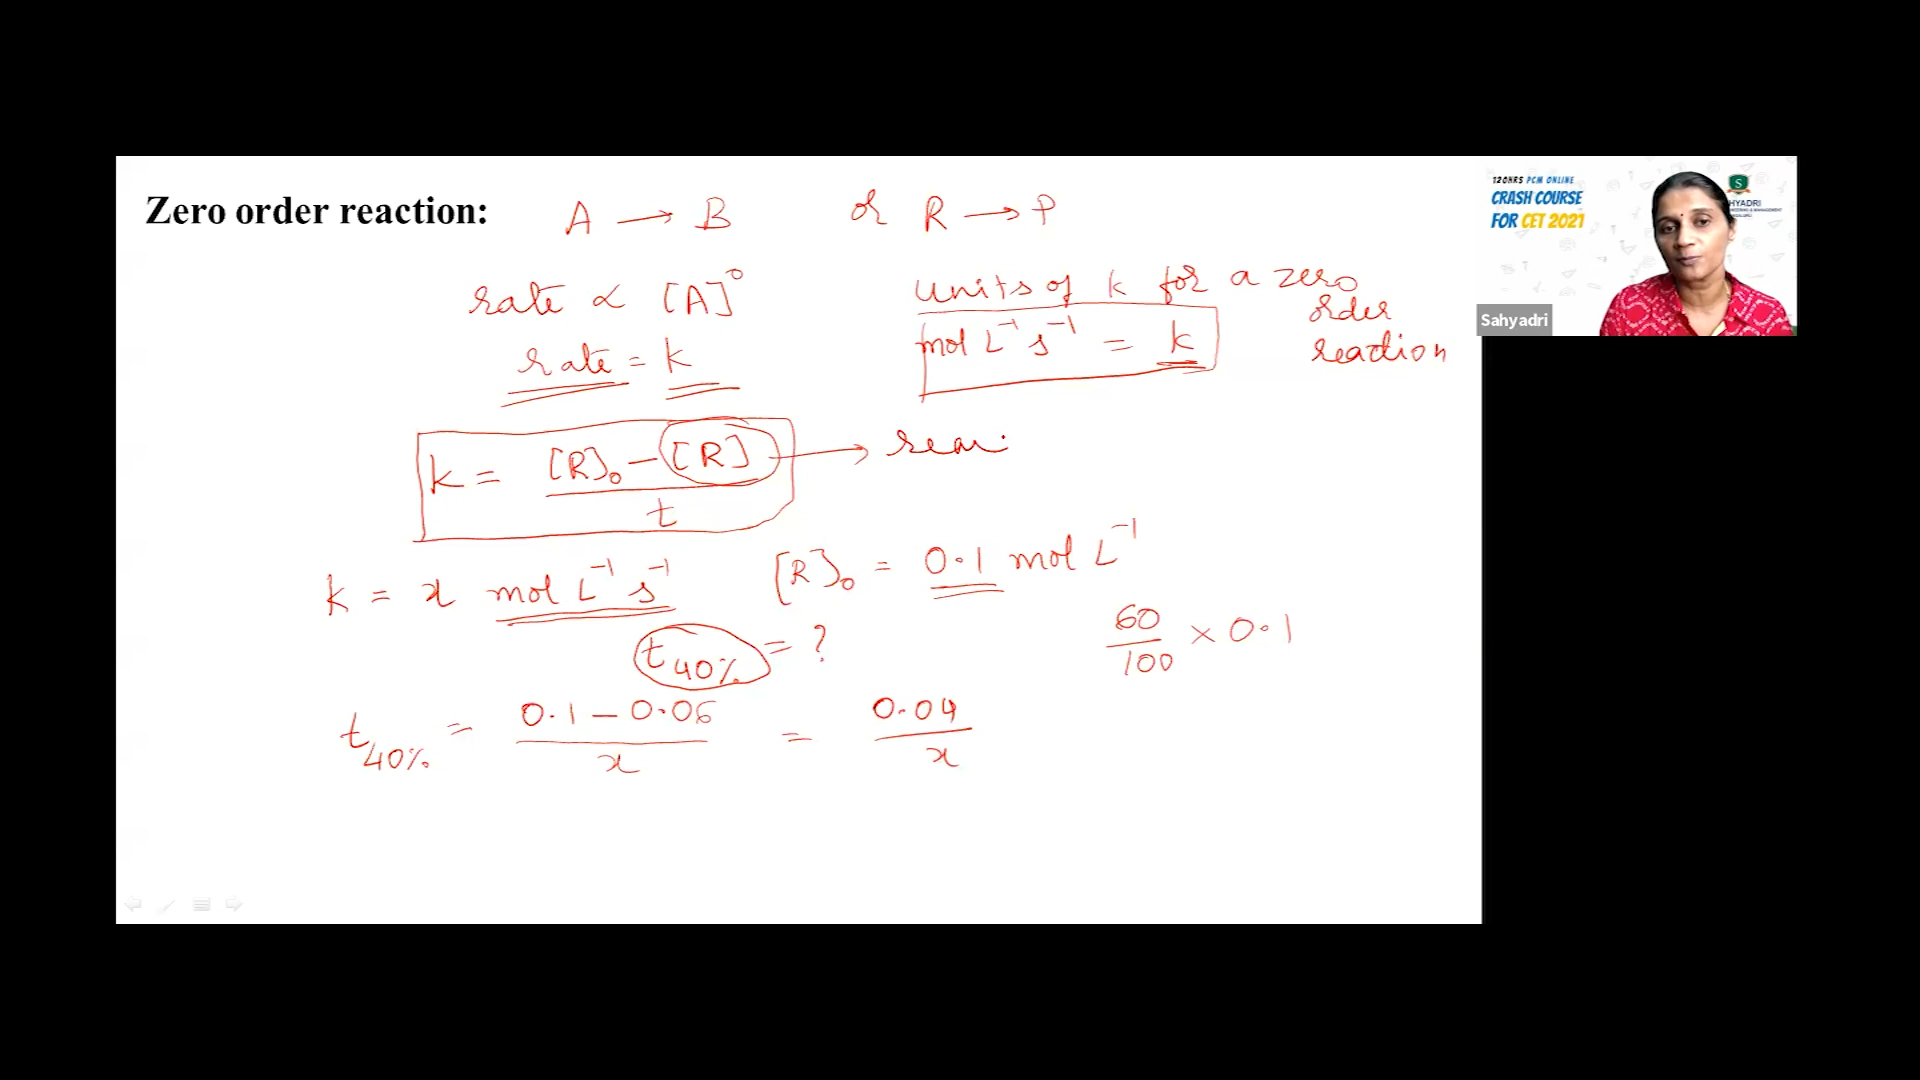 Zero order reaction: A → B or R → P
rate ∝ [A]⁰
rate = k
units of k for a zero order reaction
mol L⁻¹ s⁻¹ = k
k = [R]₀ − [R] / t → rem.
k = x mol L⁻¹ s⁻¹ [R]₀ = 0.1 mol L⁻¹
t40% = ?
60/100 × 0.1
t40% = 0.1 − 0.06 / x = 0.04 / x
120HRS PCM ONLINE
CRASH COURSE
FOR CET 2021
S
HYADRI
Sahyadri